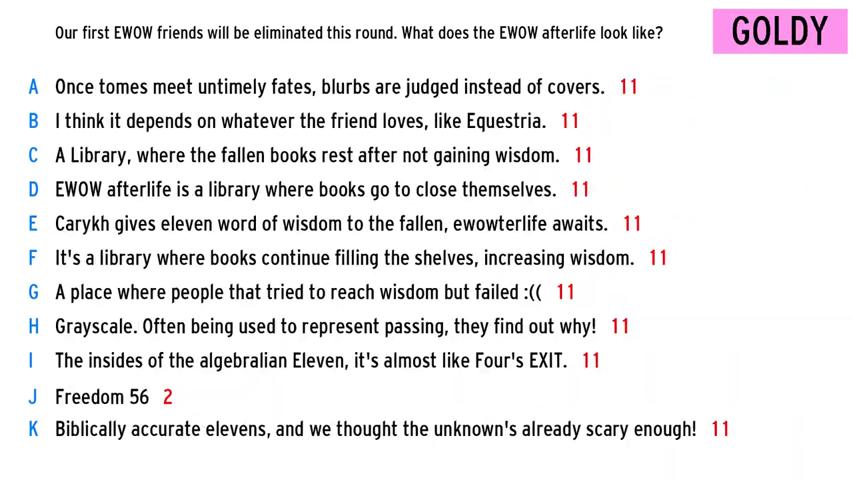 Our first EWOW friends will be eliminated this round. What does the EWOW afterlife look like?
GOLDY
A Once tomes meet untimely fates, blurbs are judged instead of covers. 11
B I think it depends on whatever the friend loves, like Equestria. 11
C A Library, where the fallen books rest after not gaining wisdom. 11
D EWOW afterlife is a library where books go to close themselves. 11
E Carykh gives eleven word of wisdom to the fallen, ewowterlife awaits. 11
F It's a library where books continue filling the shelves, increasing wisdom. 11
G A place where people that tried to reach wisdom but failed :(( 11
H Grayscale. Often being used to represent passing, they find out why! 11
I The insides of the algebralian Eleven, it's almost like Four's EXIT. 11
J Freedom 56 2
K Biblically accurate elevens, and we thought the unknown's already scary enough! 11